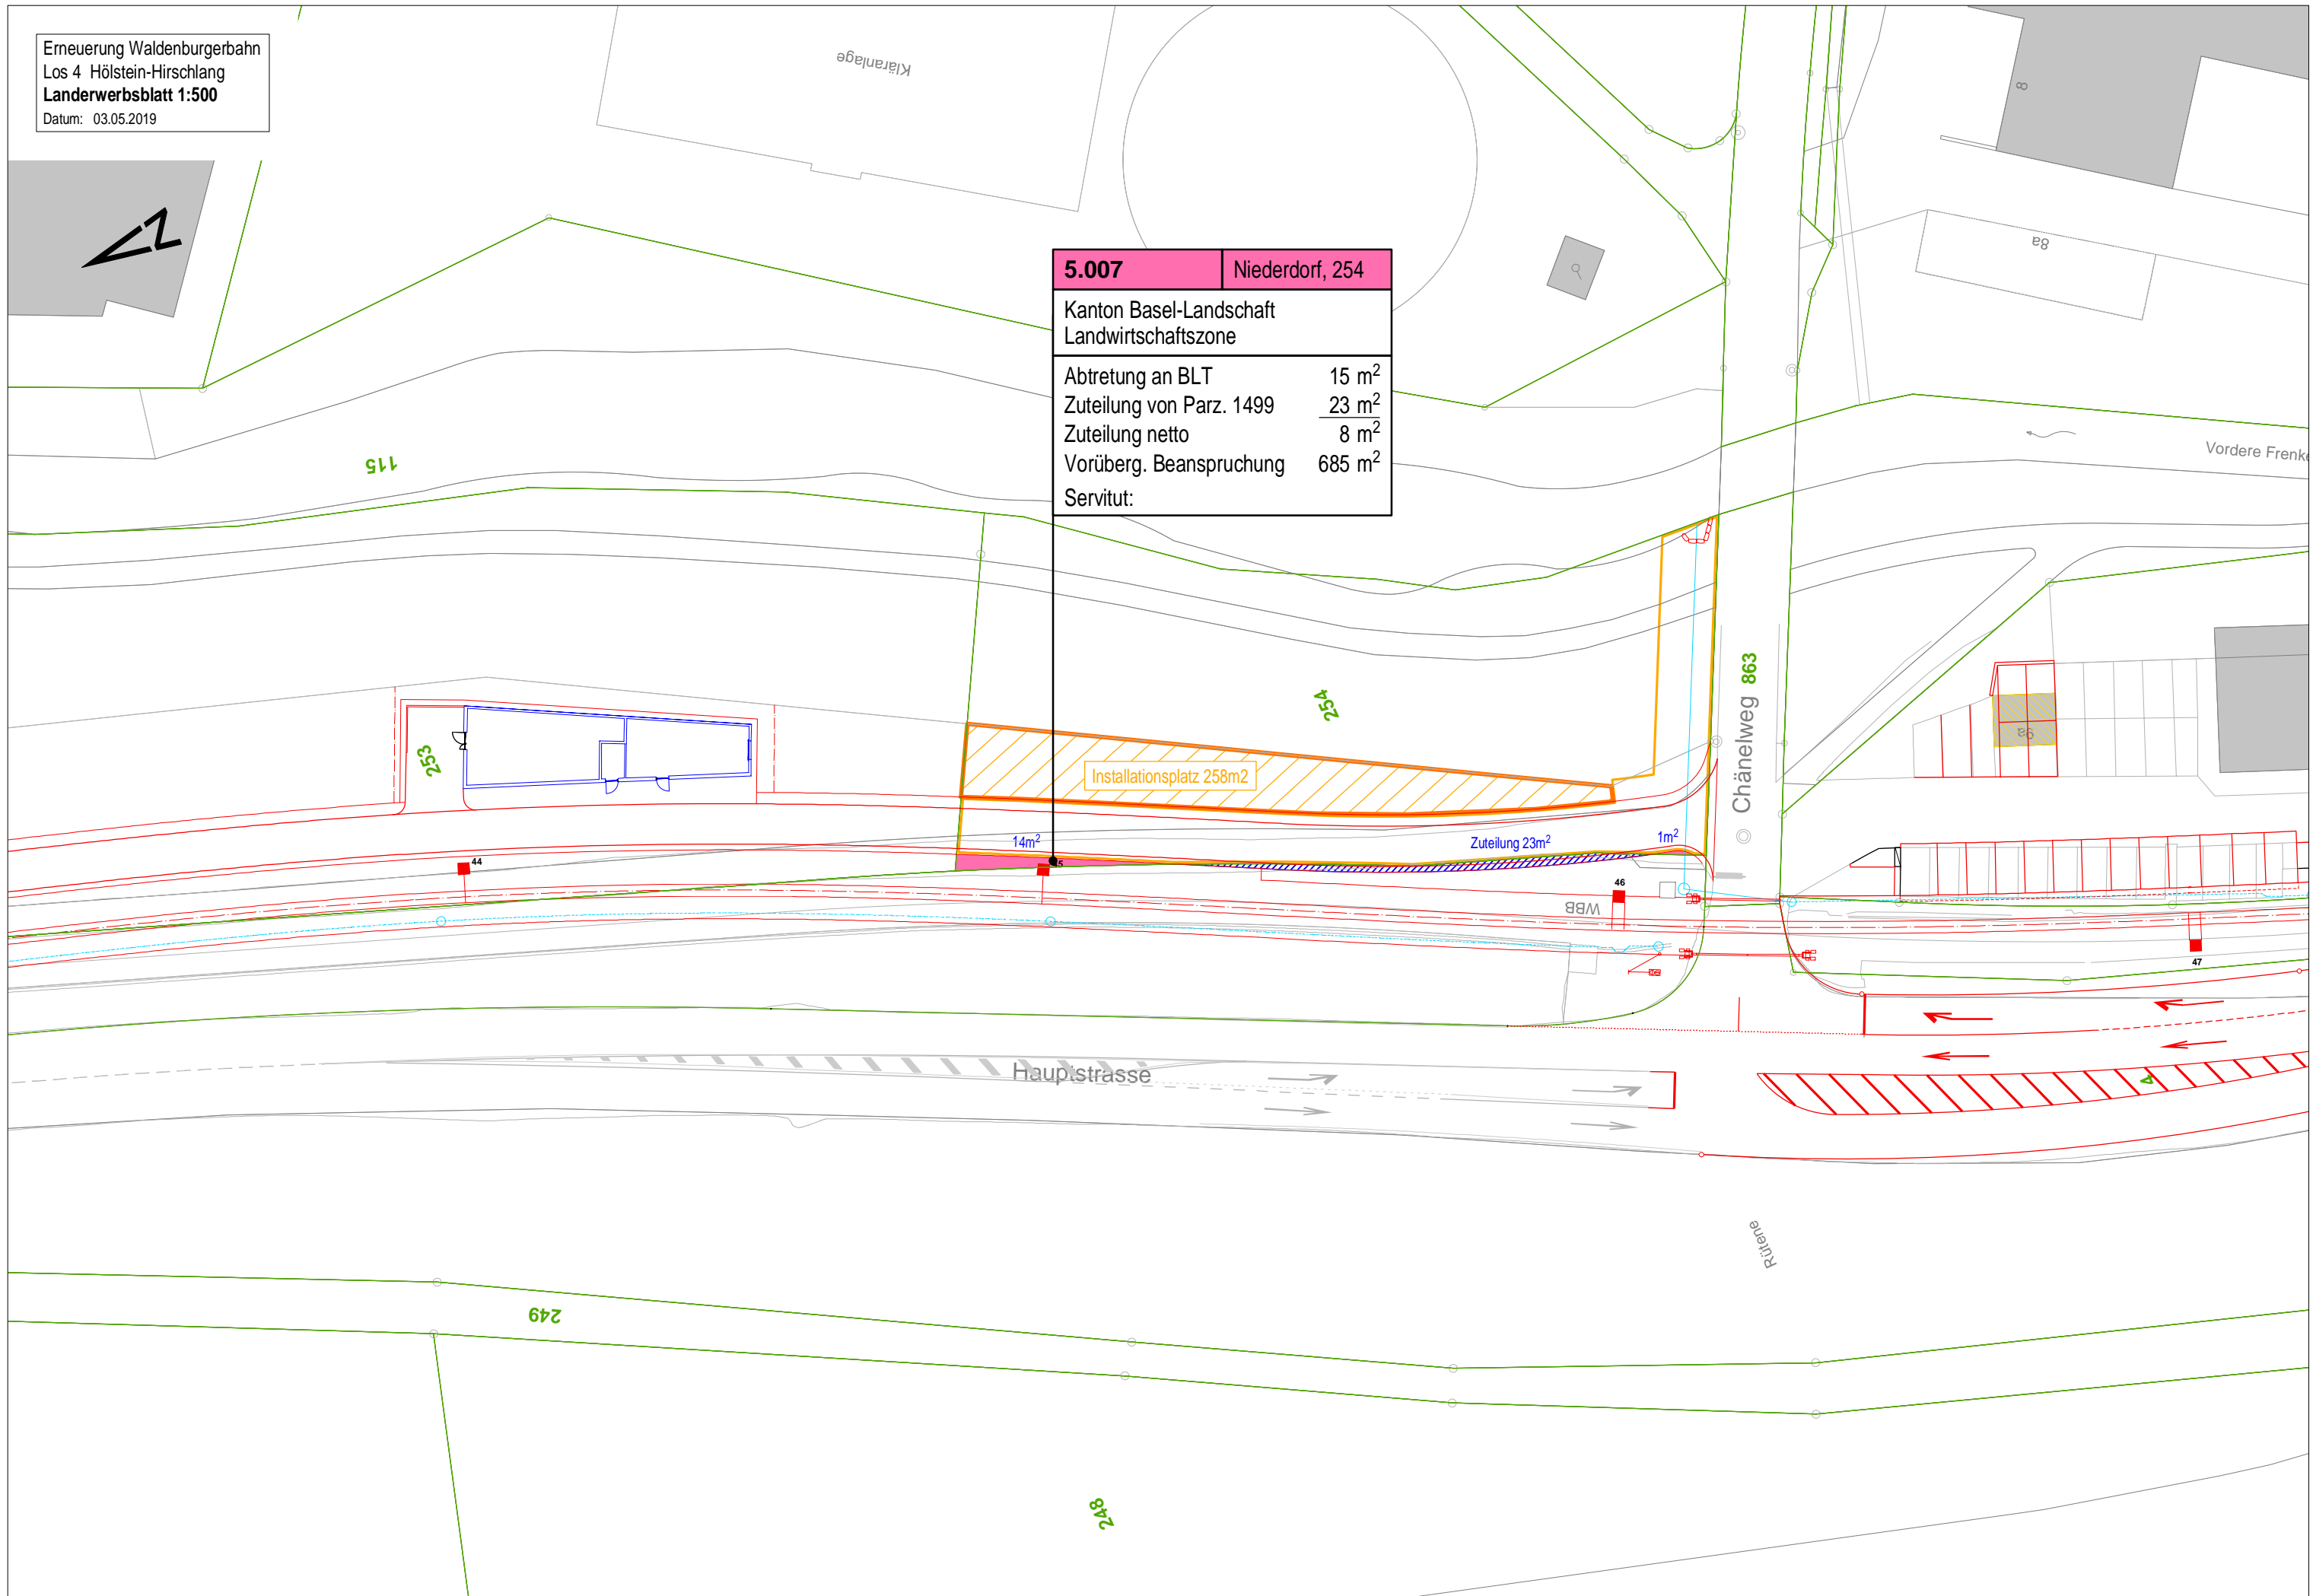 Erneuerung Waldenburgerbahn
Los 4 Hölstein-Hirschlang
Landerwerbsblatt 1:500
Datum: 03.05.2019
Kläranlage
8
8a
5.007 Niederdorf, 254
Kanton Basel-Landschaft
Landwirtschaftszone
Abtretung an BLT 15 m²
Zuteilung von Parz. 1499 23 m²
Zuteilung netto 8 m²
Vorüberg. Beanspruchung 685 m²
Servitut:
115
Vordere Frenke
254
863
Chänelweg
9a
253
Installationsplatz 258m2
14m²
Zuteilung 23m²
1m²
44
46
WBB
47
Hauptstrasse
4
Rütene
249
248